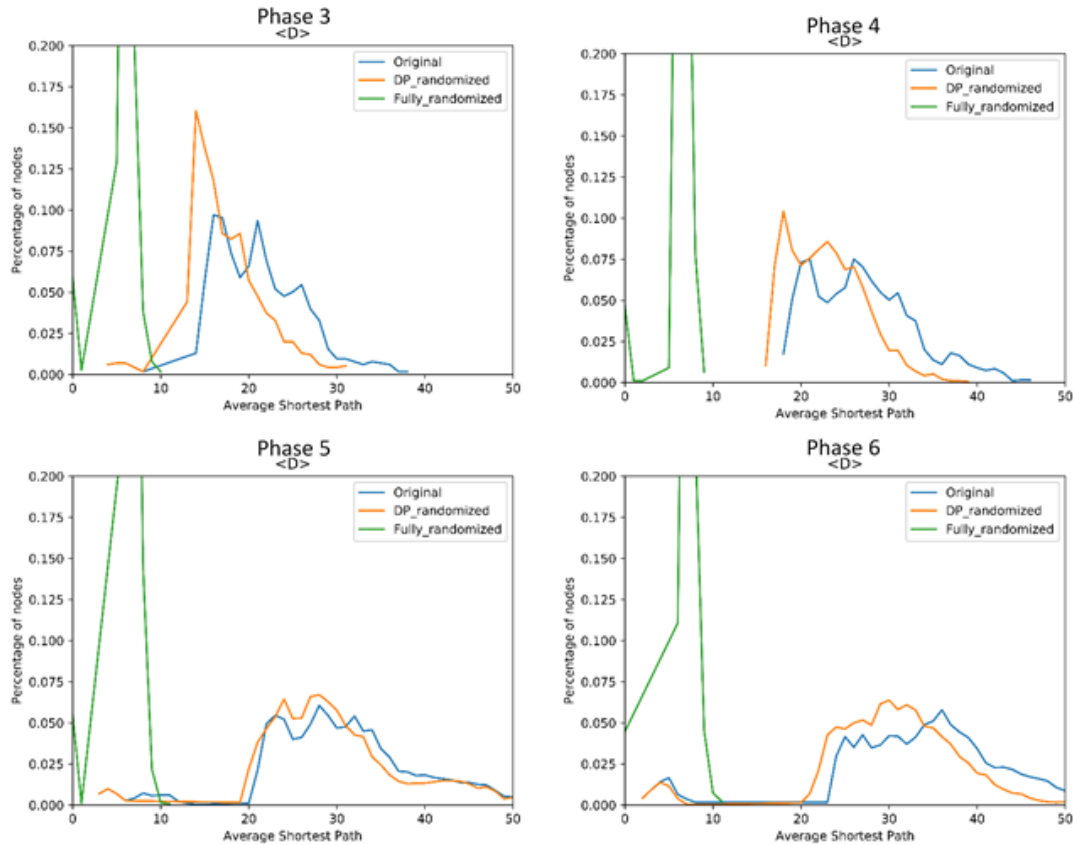 Phase 3
<D>
0.200
0.175
0.150
0.125
0.100
0.075
0.050
0.025
0.000
Percentage of nodes
Original
DP_randomized
Fully_randomized
0 10 20 30 40 50
Average Shortest Path
Phase 4
<D>
0.200
0.175
0.150
0.125
0.100
0.075
0.050
0.025
0.000
Percentage of nodes
Original
DP_randomized
Fully_randomized
0 10 20 30 40 50
Average Shortest Path
Phase 5
<D>
0.200
0.175
0.150
0.125
0.100
0.075
0.050
0.025
0.000
Percentage of nodes
Original
DP_randomized
Fully_randomized
0 10 20 30 40 50
Average Shortest Path
Phase 6
<D>
0.200
0.175
0.150
0.125
0.100
0.075
0.050
0.025
0.000
Percentage of nodes
Original
DP_randomized
Fully_randomized
0 10 20 30 40 50
Average Shortest Path